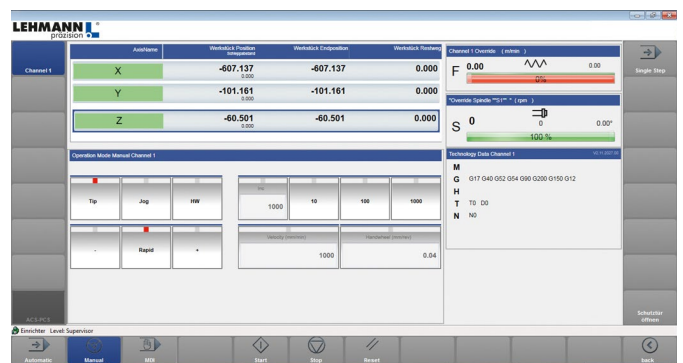 LEHMANN
präzision
Channel 1
AxisName
Werkstück Position
Werkstück Endposition
Werkstück Restweg
X
-607.137
0.000
-607.137
0.000
Y
-101.161
0.000
-101.161
0.000
Z
-60.501
0.000
-60.501
0.000
Channel 1 Override ( m/min )
F
0.00
0.00
0%
"Override Spindle ""S1"" " ( rpm )
S
0
0
0.00°
100 %
Operation Mode Manual Channel 1
Tip
Jog
HW
Ink
1000
10
100
1000
-
Rapid
+
Velocity (mm/min)
1000
Handwheel (mm/rev)
0.04
Technology Data Channel 1
M
G G17 G40 G52 G54 G90 G200 G150 G12
H
T T0 D0
N N0
Single Step
Schutztür
öffnen
ACS-PC1
Einrichter Level: Supervisor
Automatic
Manual
MDI
Start
Stop
Reset
back